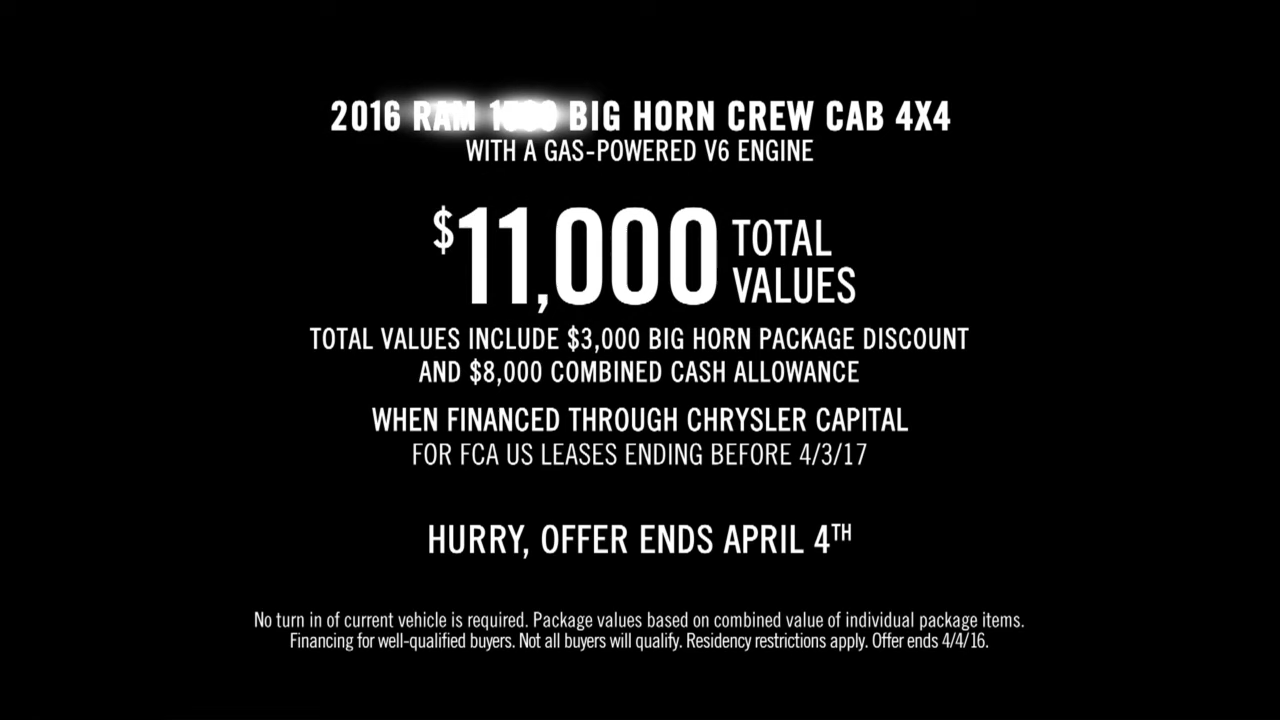 2016 RAM 1500 BIG HORN CREW CAB 4X4
WITH A GAS-POWERED V6 ENGINE
$11,000 TOTAL VALUES
TOTAL VALUES INCLUDE $3,000 BIG HORN PACKAGE DISCOUNT
AND $8,000 COMBINED CASH ALLOWANCE
WHEN FINANCED THROUGH CHRYSLER CAPITAL
FOR FCA US LEASES ENDING BEFORE 4/3/17
HURRY, OFFER ENDS APRIL 4TH
No turn in of current vehicle is required. Package values based on combined value of individual package items.
Financing for well-qualified buyers. Not all buyers will qualify. Residency restrictions apply. Offer ends 4/4/16.